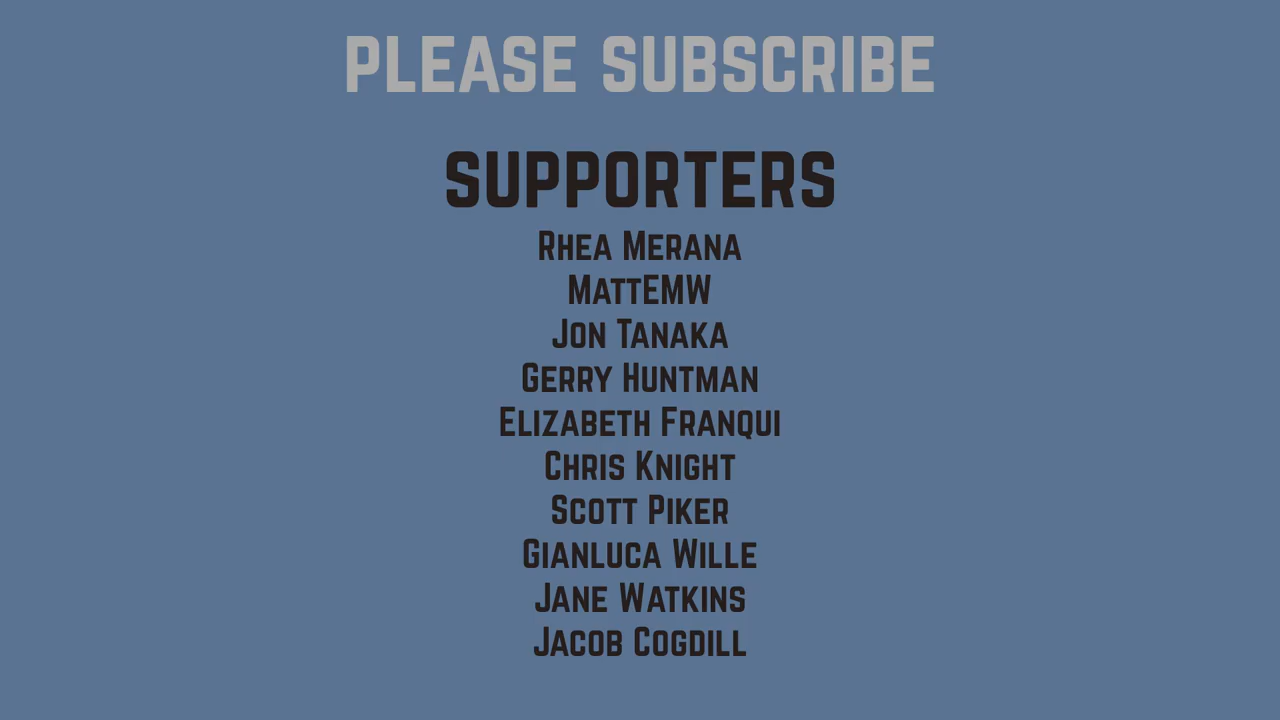 PLEASE SUBSCRIBE
SUPPORTERS
Rhea Merana
MattEMW
Jon Tanaka
Gerry Huntman
Elizabeth Franqui
Chris Knight
Scott Piker
Gianluca Wille
Jane Watkins
Jacob Cogdill